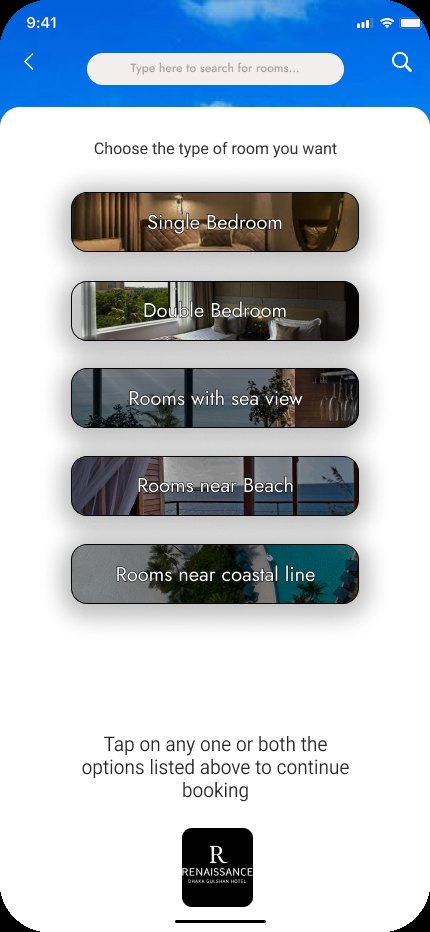 9:41
Type here to search for rooms...
Choose the type of room you want
Single Bedroom
Double Bedroom
Rooms with sea view
Rooms near Beach
Rooms near coastal line
Tap on any one or both the
options listed above to continue
booking
R
RENAISSANCE
DHAKA GULSHAN HOTEL